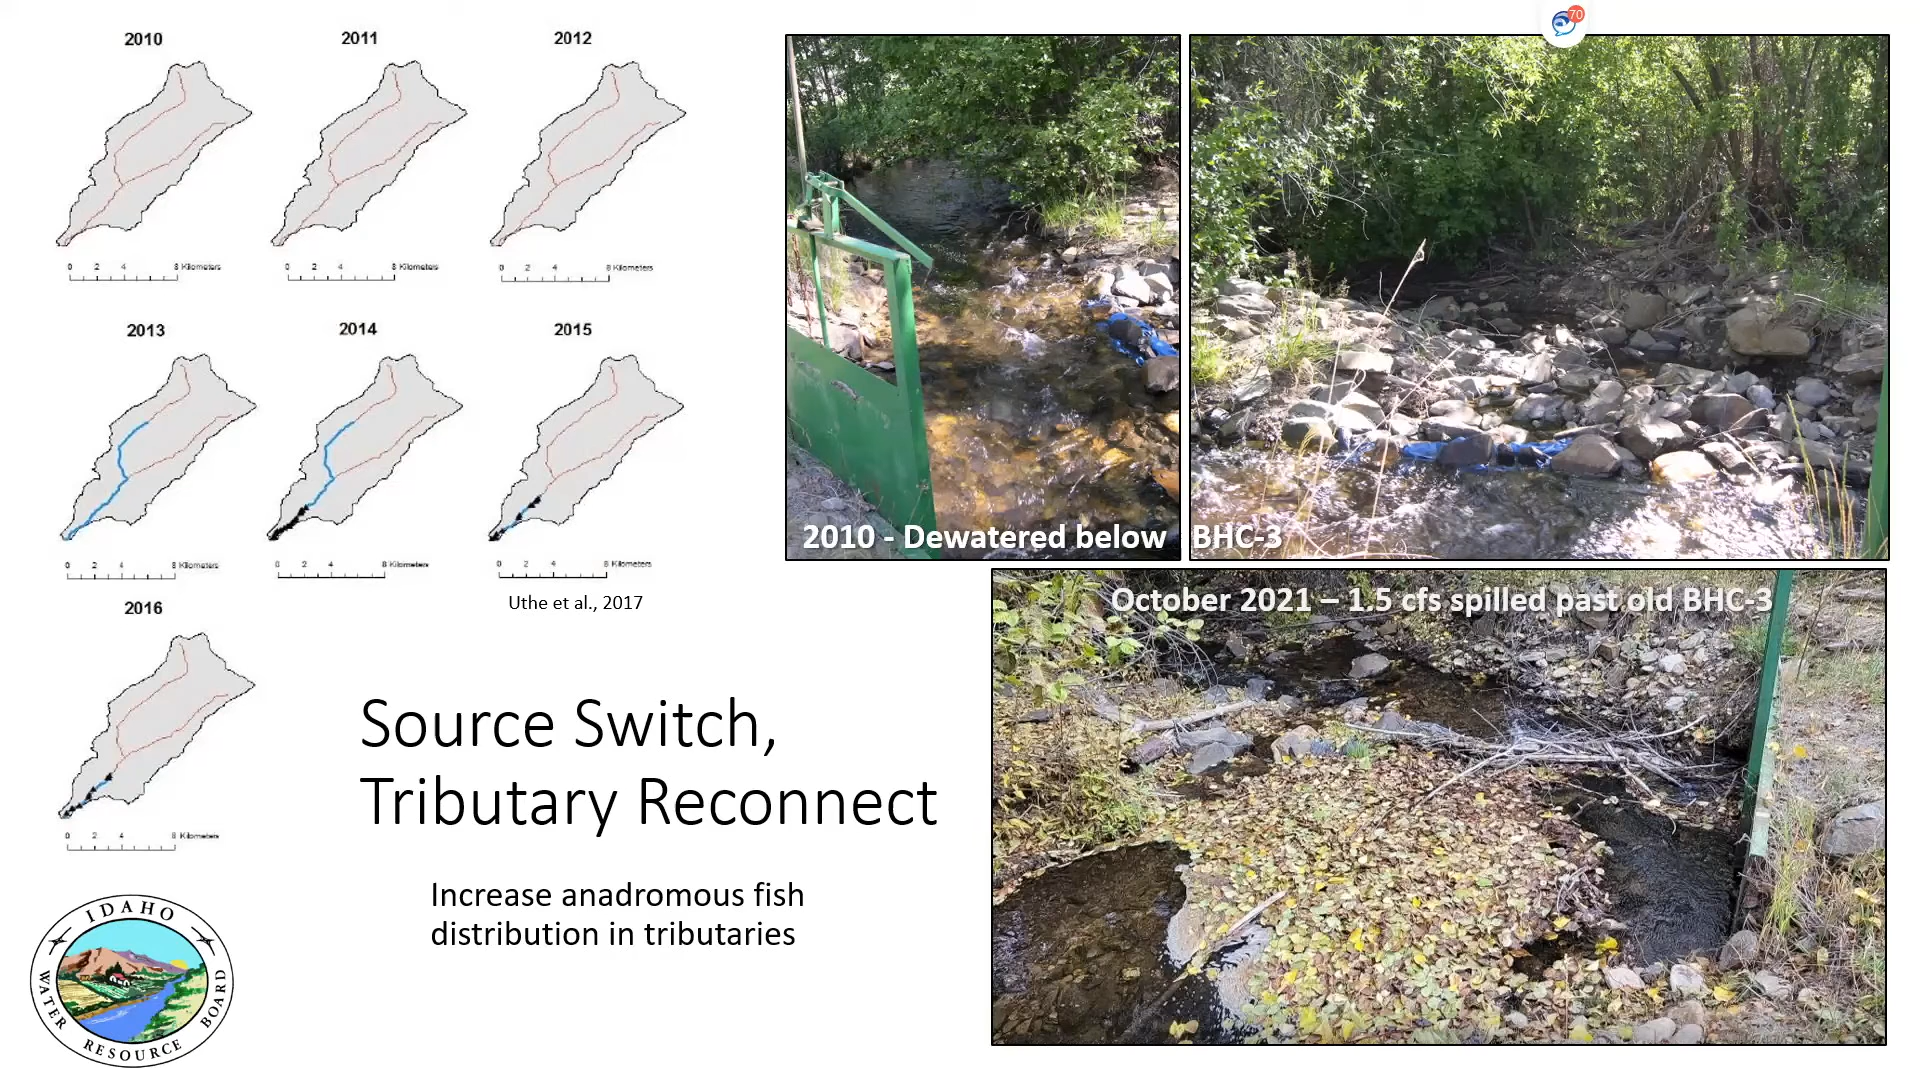 2010
2011
2012
0 2 4 8 Kilometers
0 2 4 8 Kilometers
0 2 4 8 Kilometers
2013
2014
2015
0 2 4 8 Kilometers
0 2 4 8 Kilometers
0 2 4 8 Kilometers
2016
Uthe et al., 2017
0 2 4 8 Kilometers
Source Switch,
Tributary Reconnect
Increase anadromous fish
distribution in tributaries
IDAHO
WATER
RESOURCE
BOARD
70
2010 - Dewatered below BHC-3
October 2021 – 1.5 cfs spilled past old BHC-3